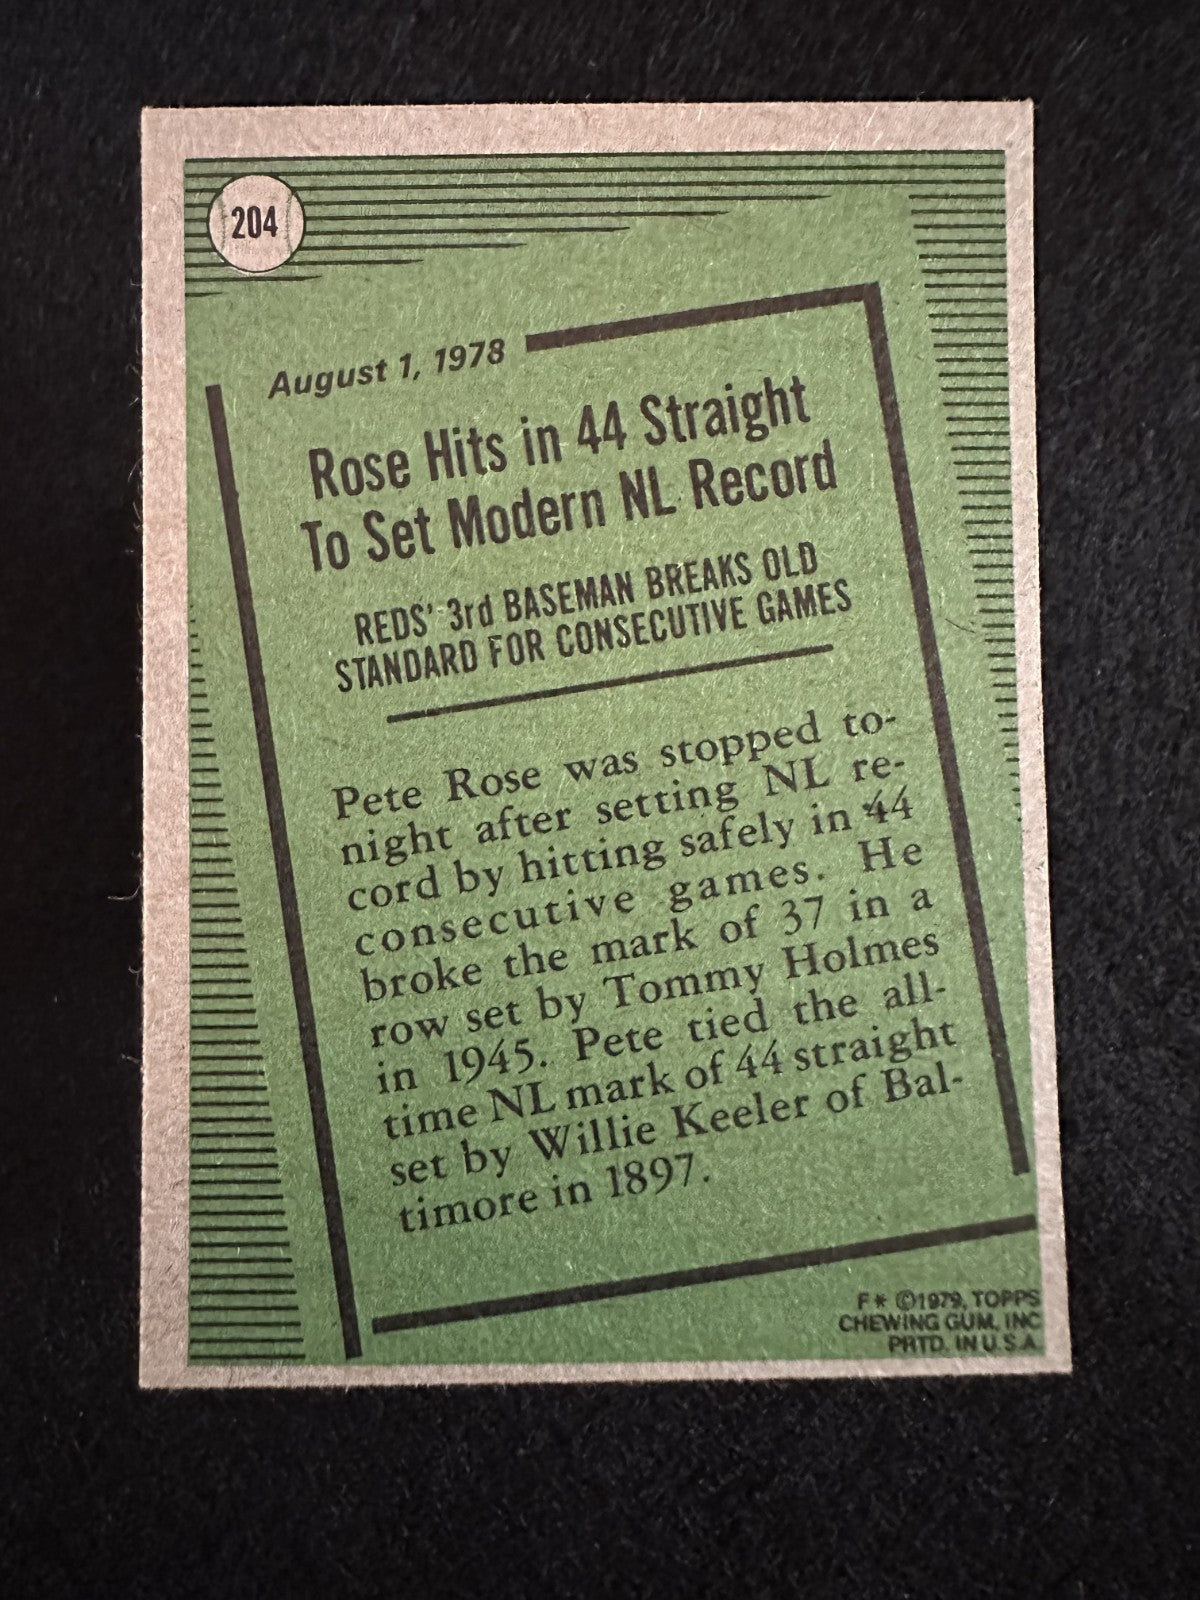 204
August 1, 1978
Rose Hits in 44 Straight
To Set Modern NL Record
REDS' 3rd BASEMAN BREAKS OLD
STANDARD FOR CONSECUTIVE GAMES
Pete Rose was stopped to-
night after setting NL re-
cord by hitting safely in 44
consecutive games. He
broke the mark of 37 in a
row set by Tommy Holmes
in 1945. Pete tied the all-
time NL mark of 44 straight
set by Willie Keeler of Bal-
timore in 1897.
F* ©1979, TOPPS
CHEWING GUM, INC
PRTD. IN U.S.A.